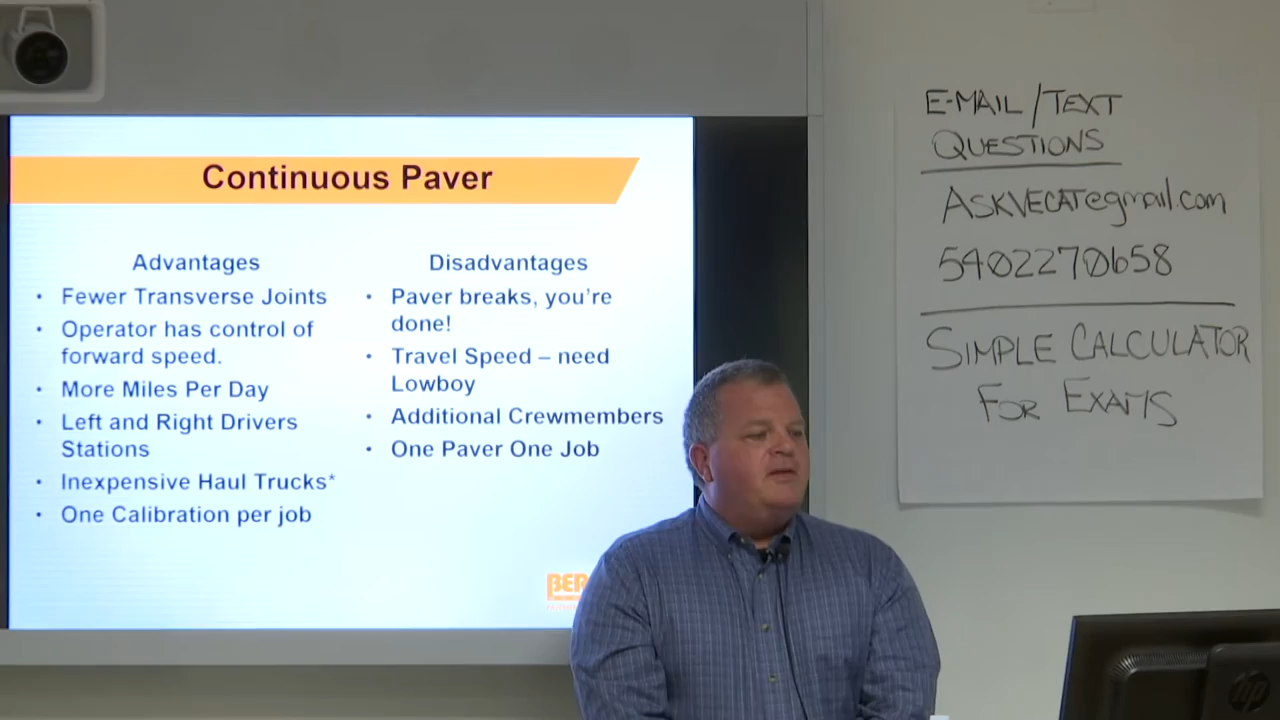 Continuous Paver
Advantages
• Fewer Transverse Joints
• Operator has control of
forward speed.
• More Miles Per Day
• Left and Right Drivers
Stations
• Inexpensive Haul Trucks*
• One Calibration per job
Disadvantages
• Paver breaks, you're
done!
• Travel Speed – need
Lowboy
• Additional Crewmembers
• One Paver One Job
E-MAIL/TEXT
QUESTIONS
ASKVECAT@gmail.com
5402270658
SIMPLE CALCULATOR
FOR EXAMS
hp